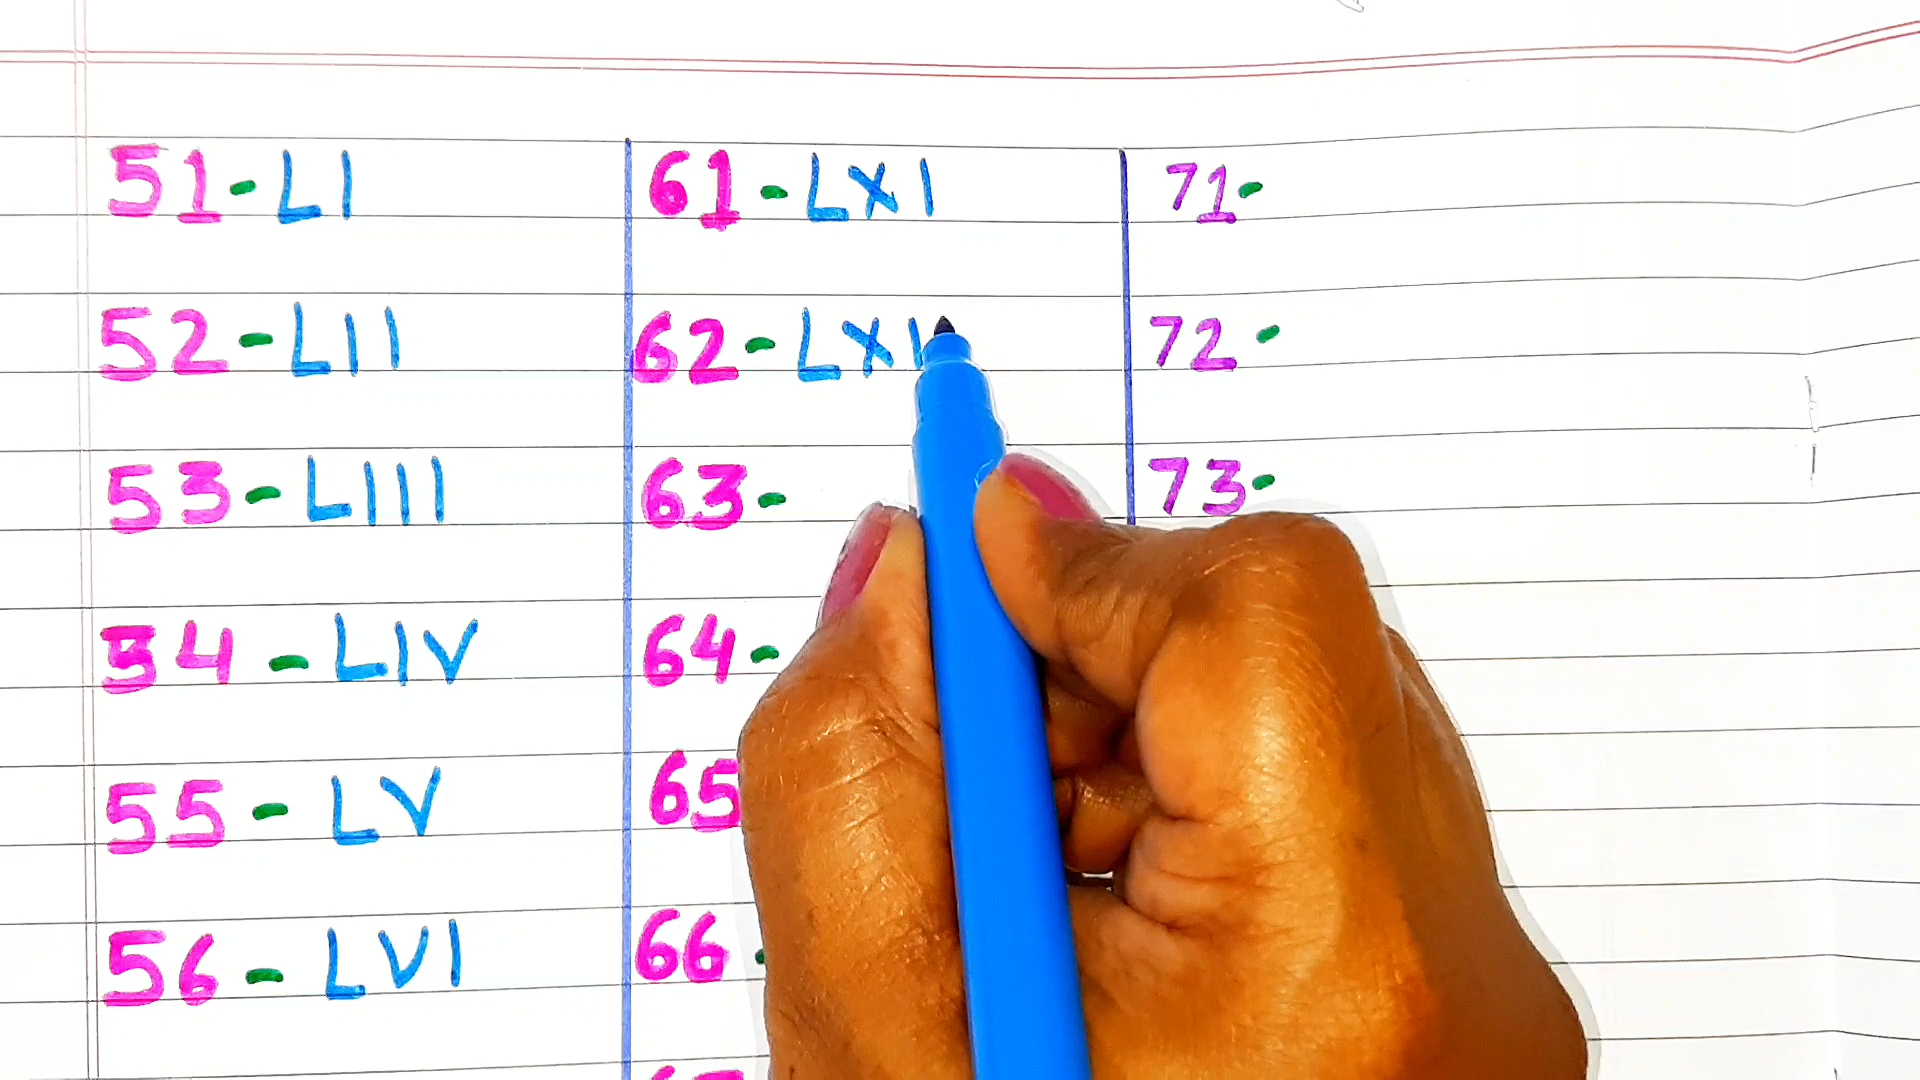 51-LI
52-LII
53-LIII
54-LIV
55-LV
56-LVI
61-LXI
62-LXI
63-
64-
65
66-
71-
72-
73-